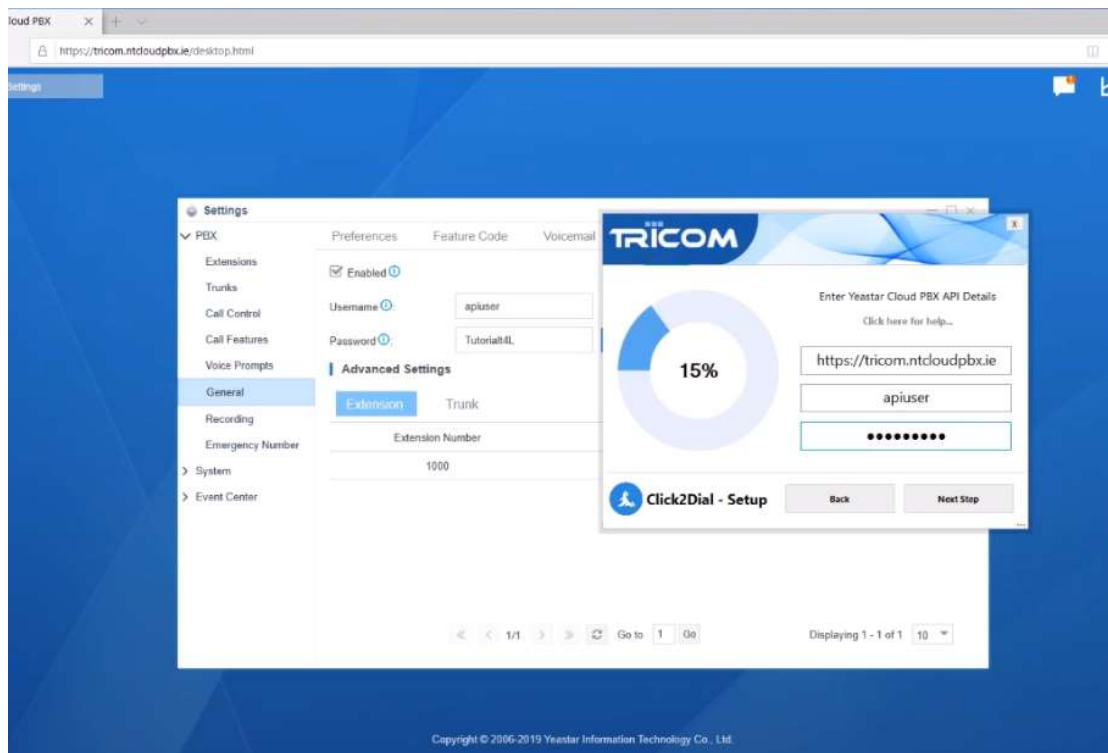 loud PBX
https://tricom.ntcloudpbx.ie/desktop.html
Settings
Settings
PBX
Extensions
Trunks
Call Control
Call Features
Voice Prompts
General
Recording
Emergency Number
System
Event Center
Preferences Feature Code Voicemail
Enabled
Username: apiuser
Password: Tutorialt4L
Advanced Settings
Extension Trunk
Extension Number
1000
1/1 Go to 1 Go
Displaying 1 - 1 of 1 10
TRICOM
X
Enter Yeastar Cloud PBX API Details
Click here for help...
15%
https://tricom.ntcloudpbx.ie
apiuser
●●●●●●●●●
Click2Dial - Setup Back Next Step
Copyright © 2006-2019 Yeastar Information Technology Co., Ltd.